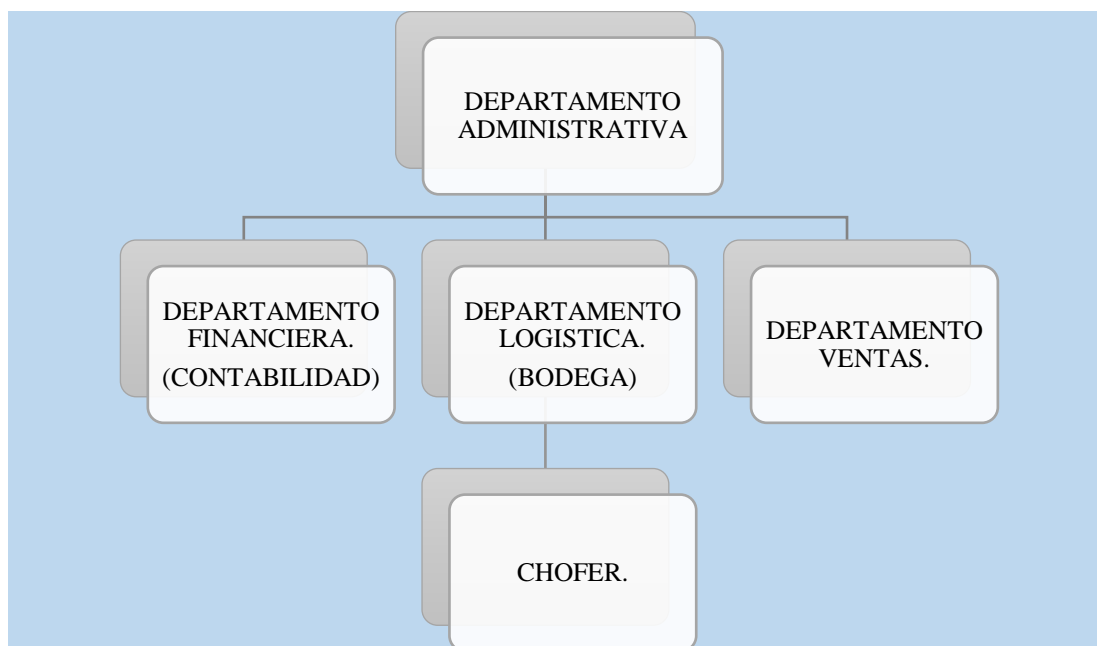 DEPARTAMENTO
ADMINISTRATIVA
DEPARTAMENTO
FINANCIERA.
(CONTABILIDAD)
DEPARTAMENTO
LOGISTICA.
(BODEGA)
DEPARTAMENTO
VENTAS.
CHOFER.